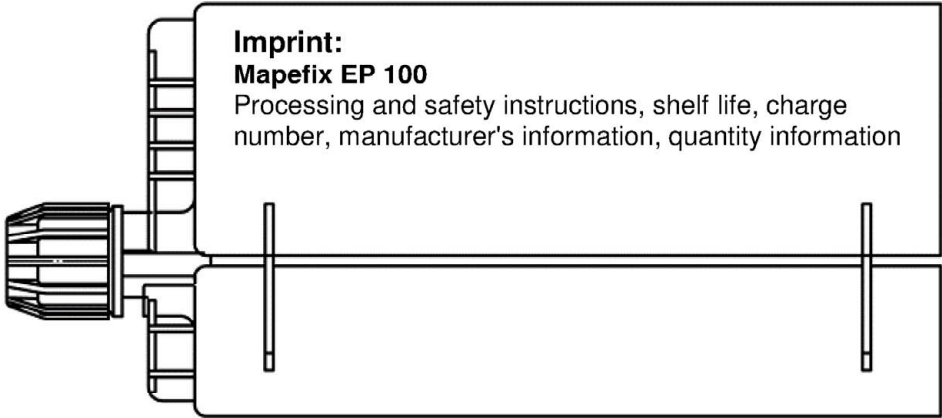 Imprint:
Mapefix EP 100
Processing and safety instructions, shelf life, charge
number, manufacturer's information, quantity information